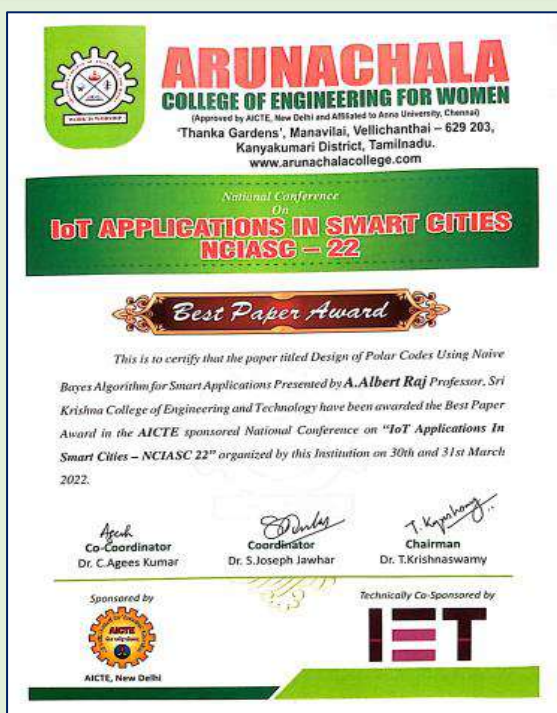 ARUNACHALA
COLLEGE OF ENGINEERING FOR WOMEN
(Approved by AICTE, New Delhi and Affiliated to Anna University, Chennai)
'Thanka Gardens', Manavilai, Vellichanthai – 629 203,
Kanyakumari District, Tamilnadu.
www.arunachalacollege.com
National Conference
On
IoT APPLICATIONS IN SMART CITIES
NCIASC – 22
Best Paper Award
This is to certify that the paper titled Design of Polar Codes Using Naive
Bayes Algorithm for Smart Applications Presented by A.Albert Raj Professor, Sri
Krishna College of Engineering and Technology have been awarded the Best Paper
Award in the AICTE sponsored National Conference on "IoT Applications In
Smart Cities – NCIASC 22" organized by this Institution on 30th and 31st March
2022.
Co-Coordinator
Dr. C.Agees Kumar
Coordinator
Dr. S.Joseph Jawhar
Chairman
Dr. T.Krishnaswamy
Sponsored by
AICTE
AICTE, New Delhi
Technically Co-Sponsored by
IET